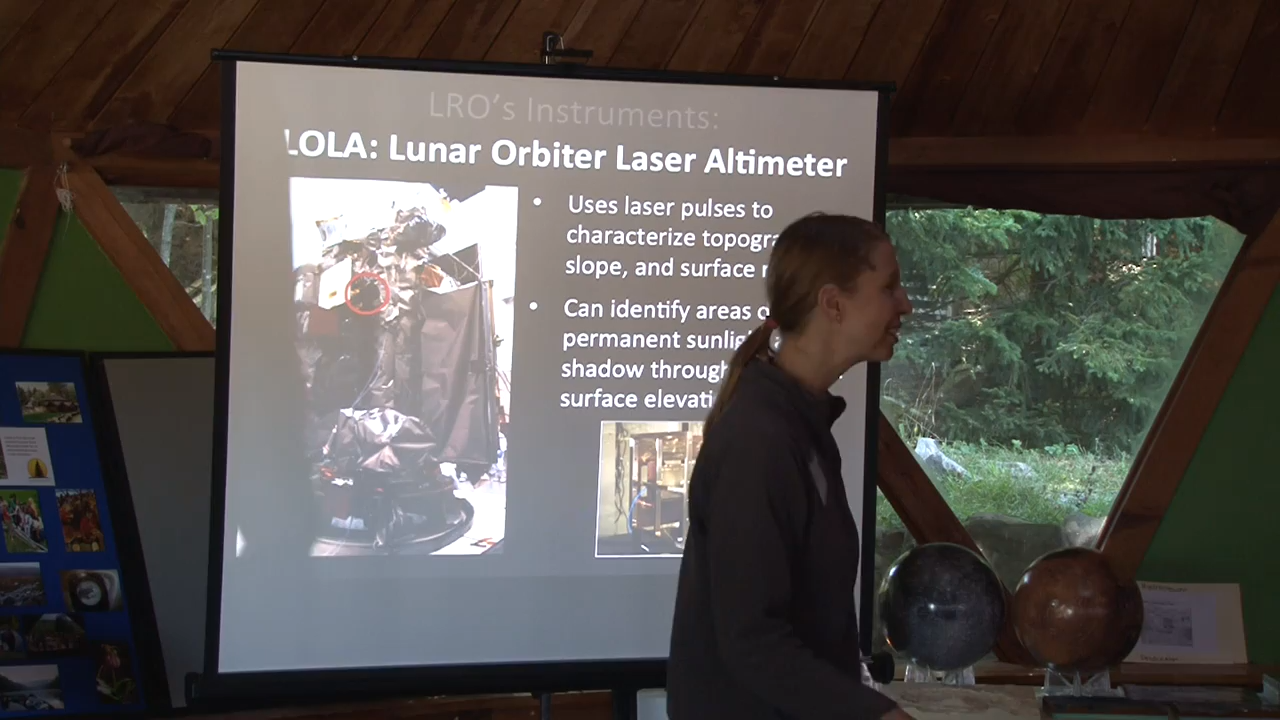 LRO's Instruments:
LOLA: Lunar Orbiter Laser Altimeter
• Uses laser pulses to
characterize
slope, and surface
• Can identify areas
permanent
shadow
surface